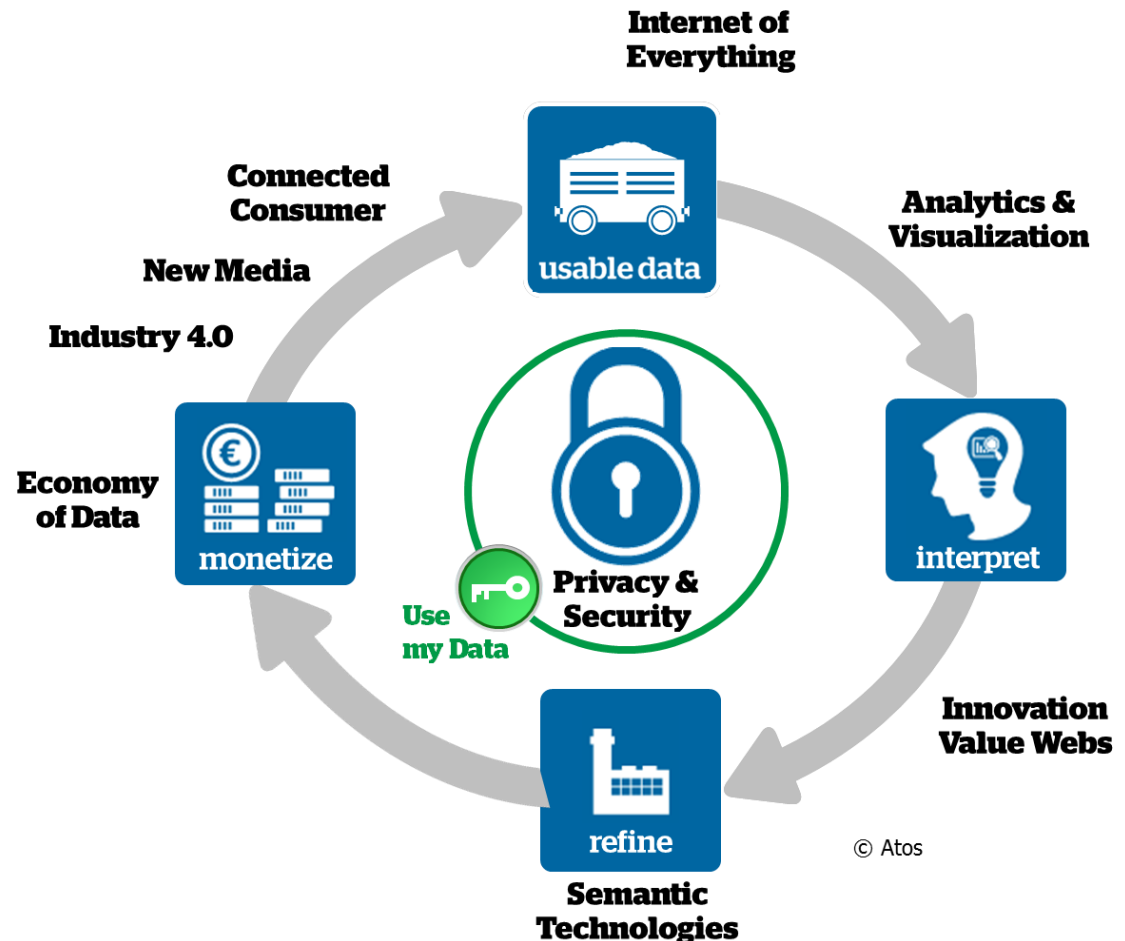 Internet of
Everything
Connected
Consumer
New Media
Industry 4.0
usable data
Analytics &
Visualization
Economy
of Data
€
monetize
interpret
Privacy &
Security
Use
my Data
Innovation
Value Webs
refine
© Atos
Semantic
Technologies